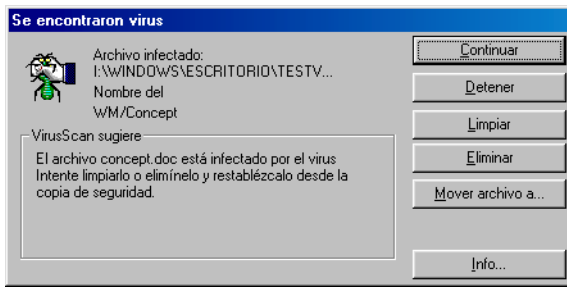 Se encontraron virus
Archivo infectado:
I:\WINDOWS\ESCRITORIO\TESTV...
Nombre del
WM/Concept
VirusScan sugiere
El archivo concept.doc está infectado por el virus
Intente limpiarlo o elimínelo y restablézcalo desde la
copia de seguridad.
Continuar
Detener
Limpiar
Eliminar
Mover archivo a...
Info...